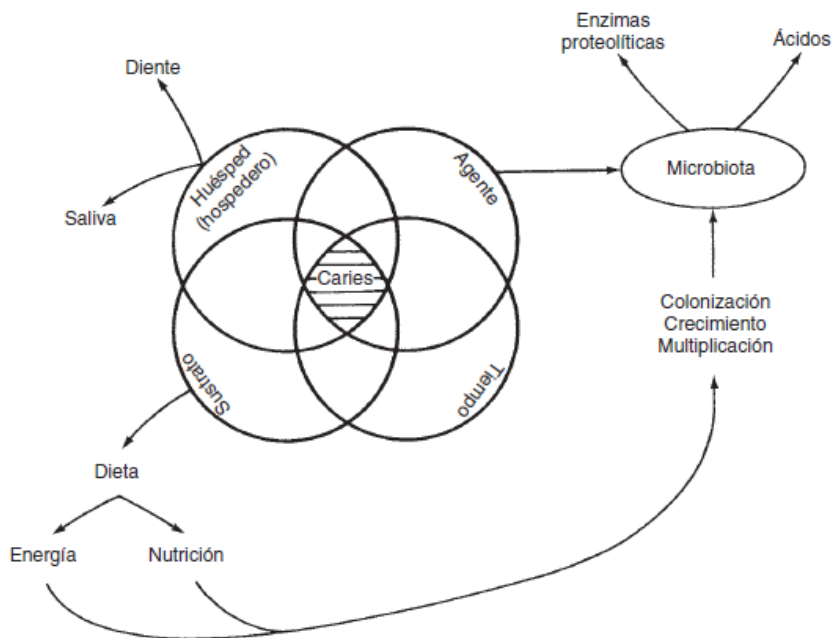 Enzimas
proteolíticas
Ácidos
Diente
Huésped
(hospedero)
Agente
Microbiota
Saliva
Caries
Colonización
Crecimiento
Multiplicación
Sustrato
Tiempo
Dieta
Energía
Nutrición